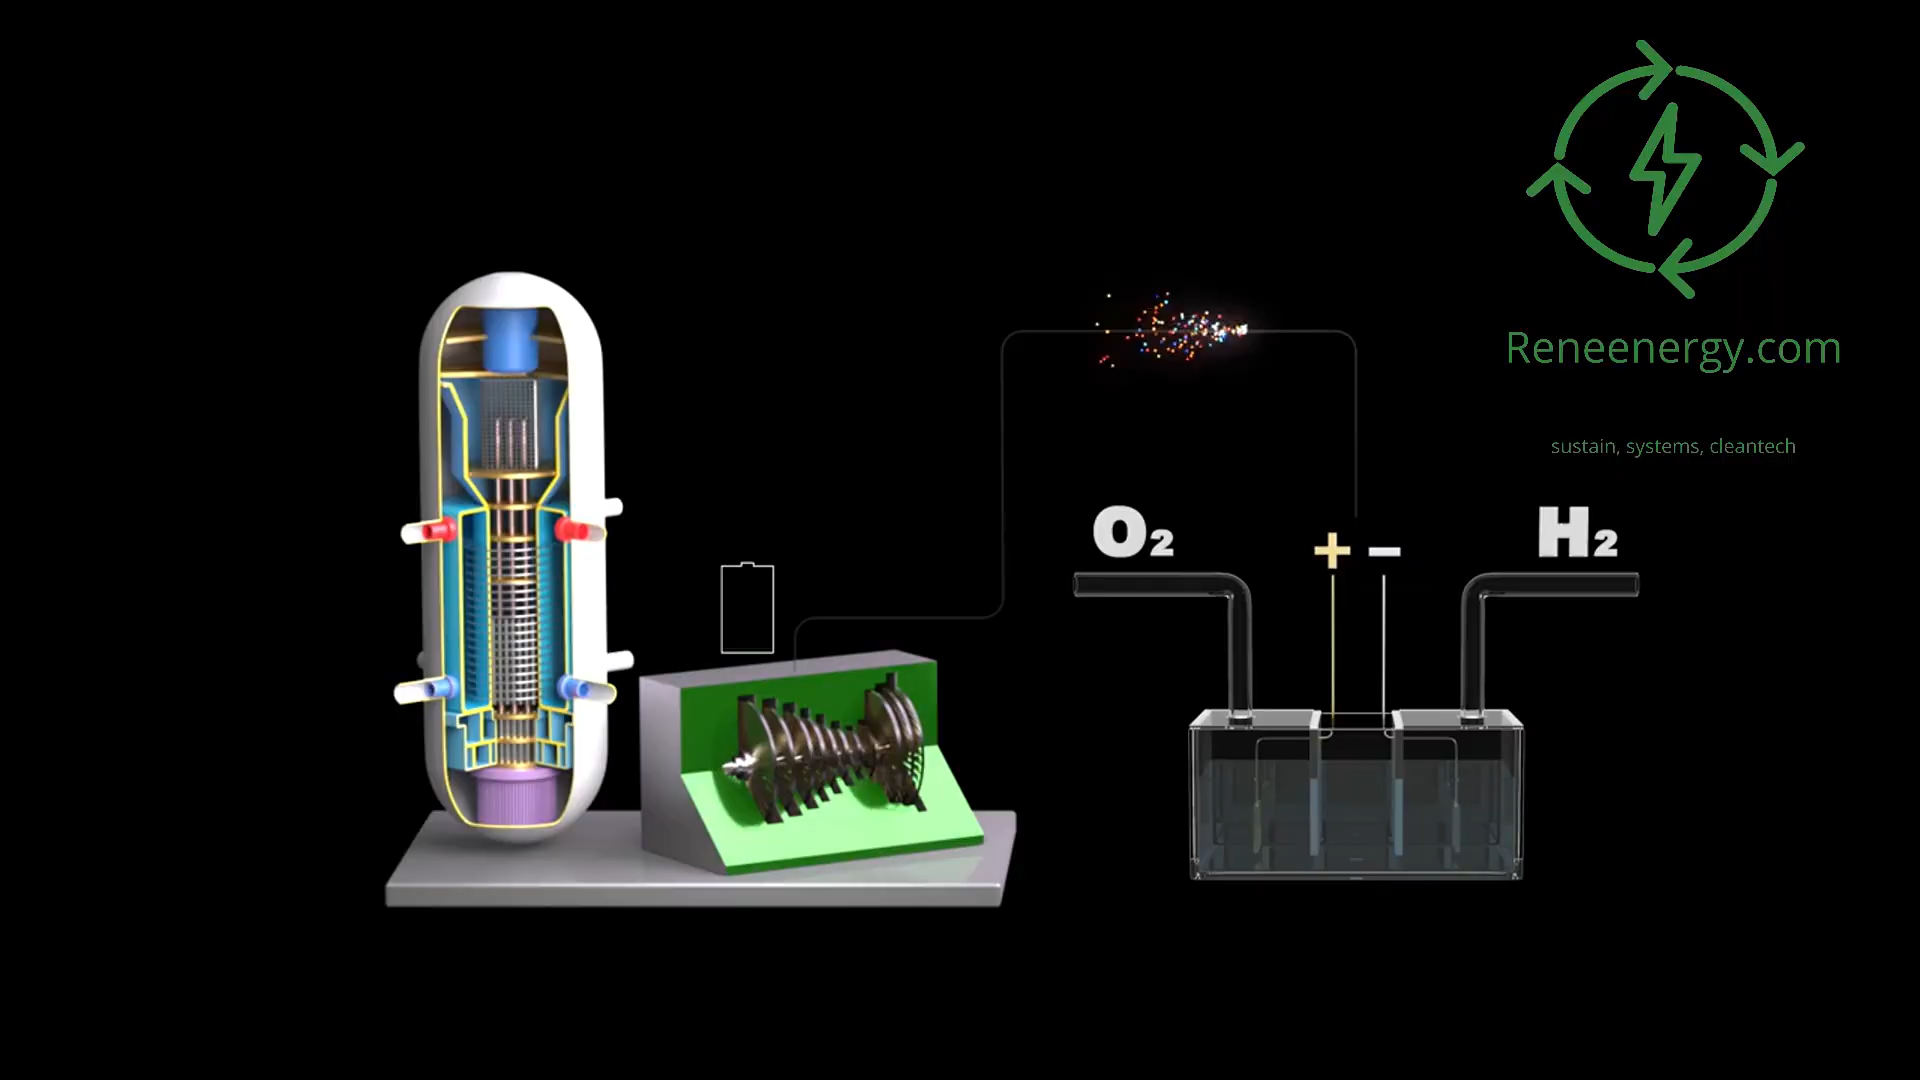 Reneenergy.com
sustain, systems, cleantech
O₂
+ −
H₂